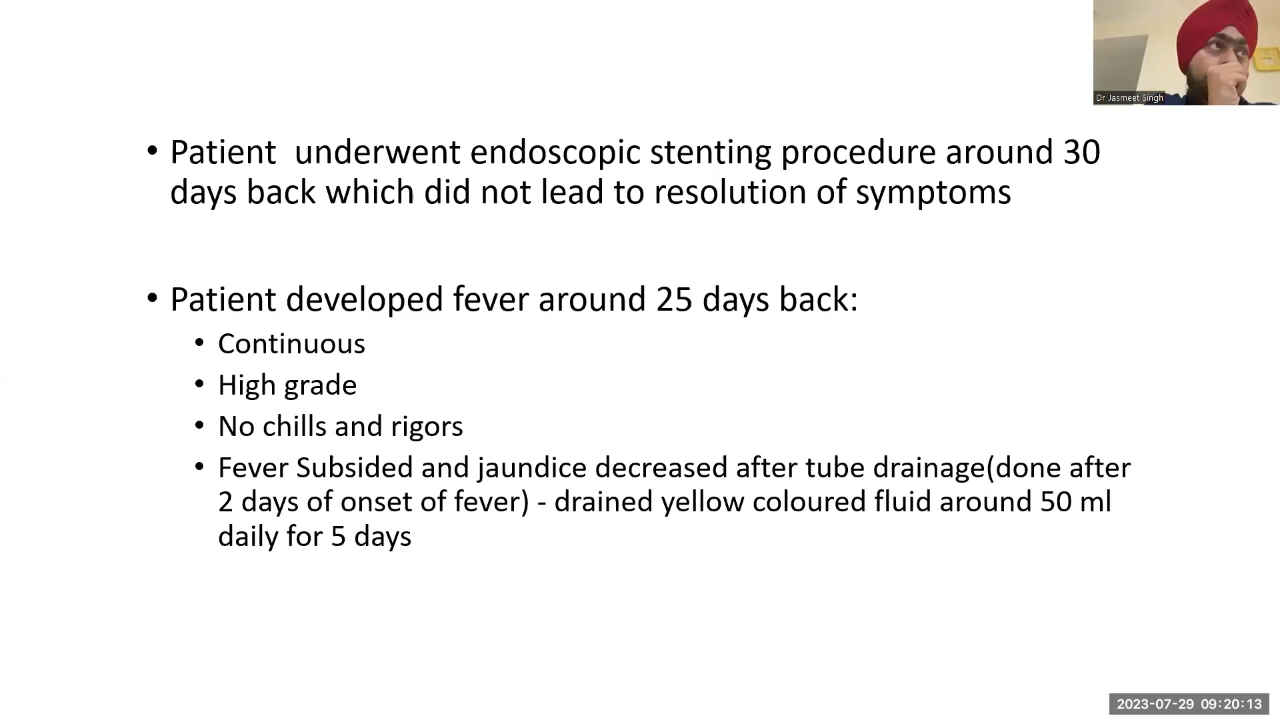 Dr Jasmeet Singh
• Patient  underwent endoscopic stenting procedure around 30
days back which did not lead to resolution of symptoms
• Patient developed fever around 25 days back:
• Continuous
• High grade
• No chills and rigors
• Fever Subsided and jaundice decreased after tube drainage(done after
2 days of onset of fever) - drained yellow coloured fluid around 50 ml
daily for 5 days
2023-07-29 09:20:13